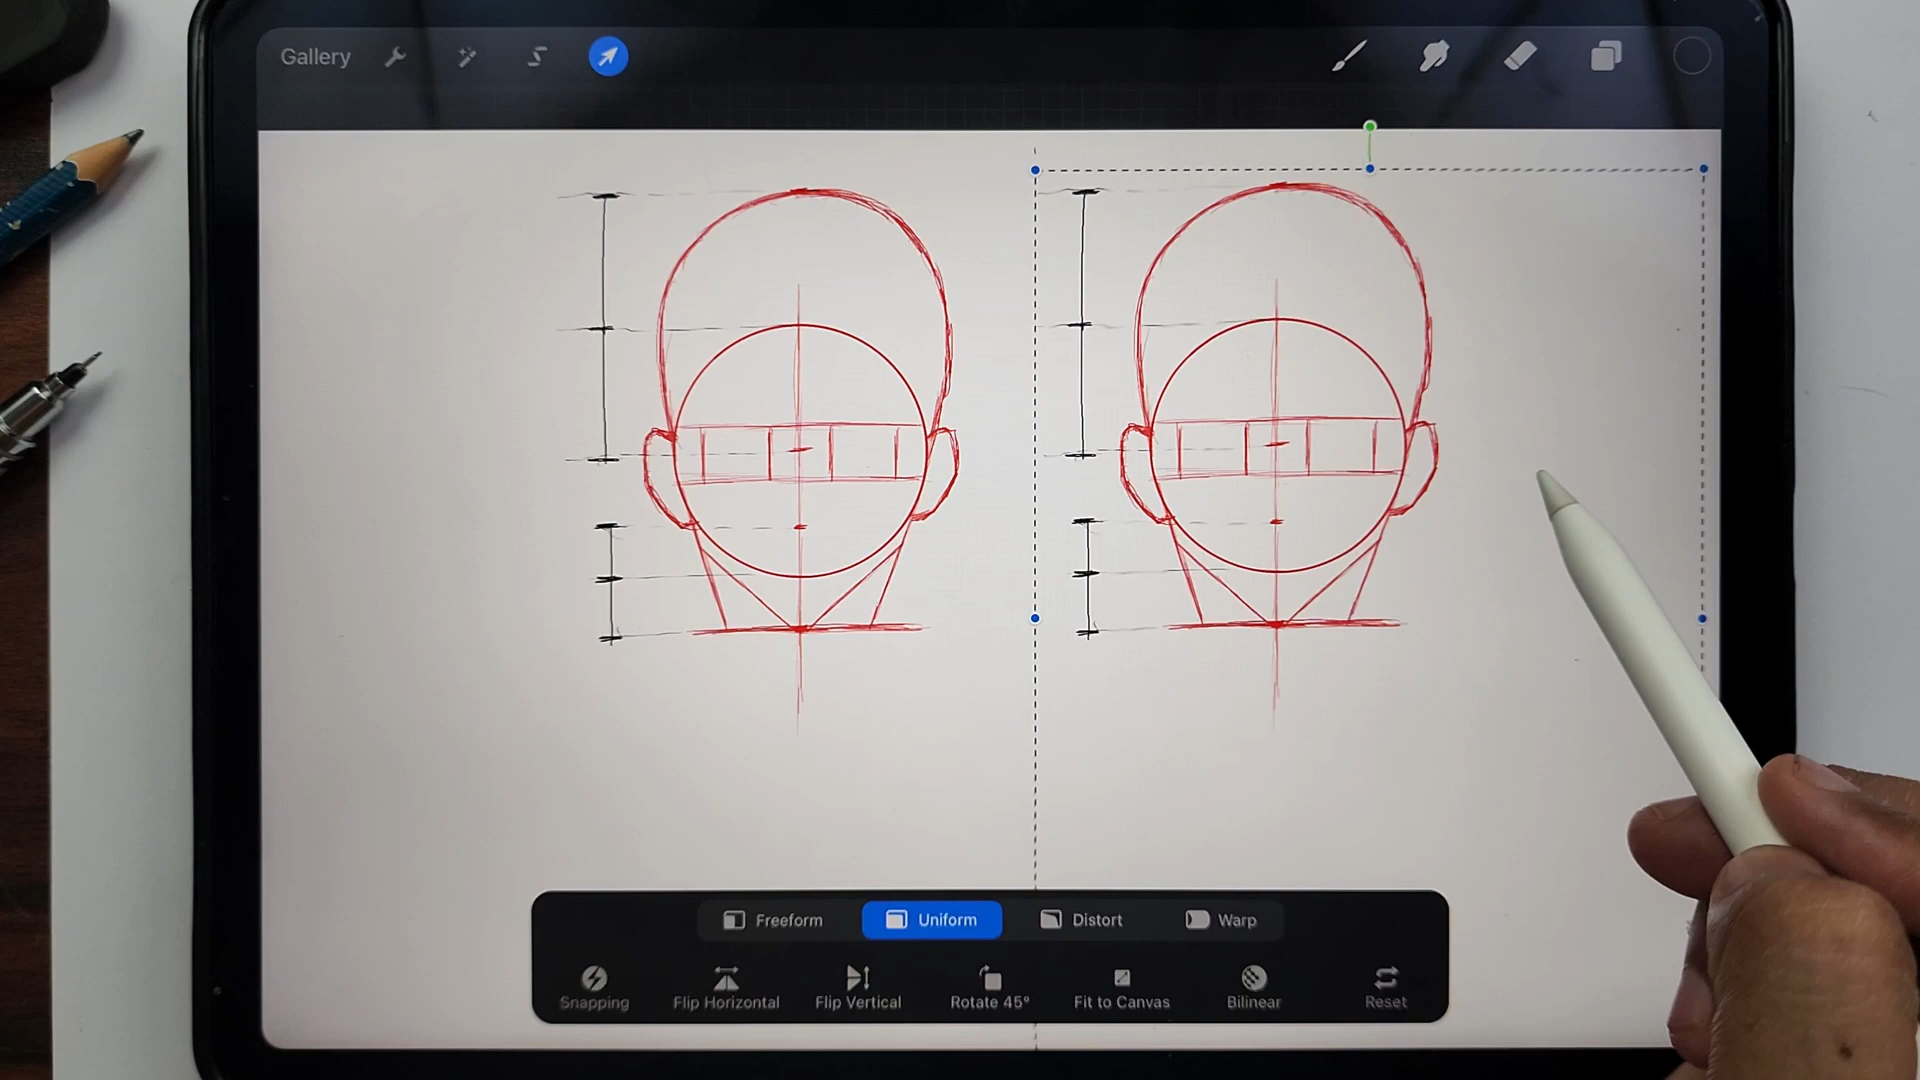 Gallery
Freeform Uniform Distort Warp
Snapping Flip Horizontal Flip Vertical Rotate 45° Fit to Canvas Bilinear Reset